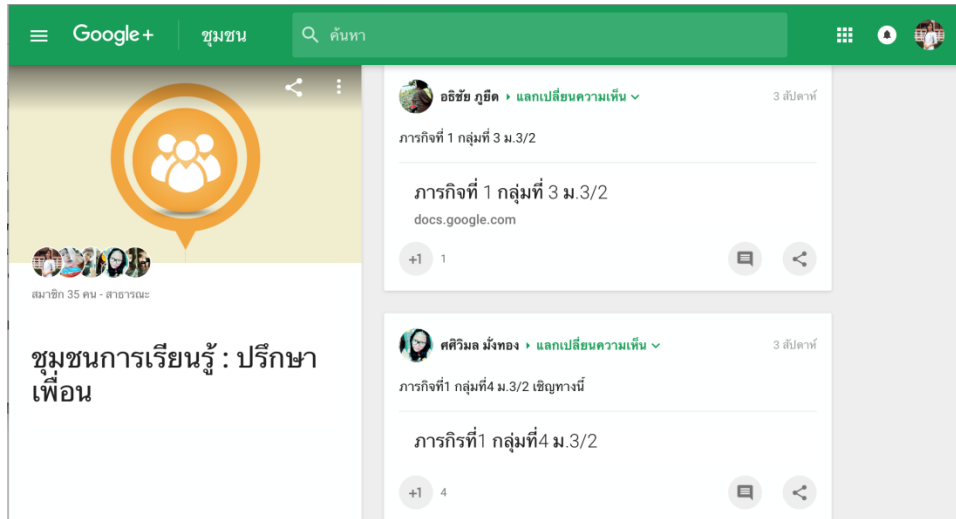 Google+ ชุมชน ค้นหา
สมาชิก 35 คน - สาธารณะ
ชุมชนการเรียนรู้ : ปรึกษา
เพื่อน
อธิชัย ภูยืด แลกเปลี่ยนความเห็น 3 สัปดาห์
ภารกิจที่ 1 กลุ่มที่ 3 ม.3/2
ภารกิจที่ 1 กลุ่มที่ 3 ม.3/2
docs.google.com
+1 1
ศศิวิมล มั่งทอง แลกเปลี่ยนความเห็น 3 สัปดาห์
ภารกิจที่1 กลุ่มที่4 ม.3/2 เชิญทางนี้
ภารกิรที่1 กลุ่มที่4 ม.3/2
+1 4